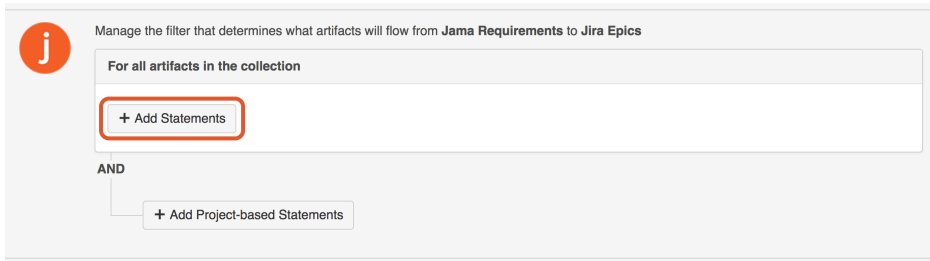 j
Manage the filter that determines what artifacts will flow from Jama Requirements to Jira Epics
For all artifacts in the collection
+ Add Statements
AND
+ Add Project-based Statements